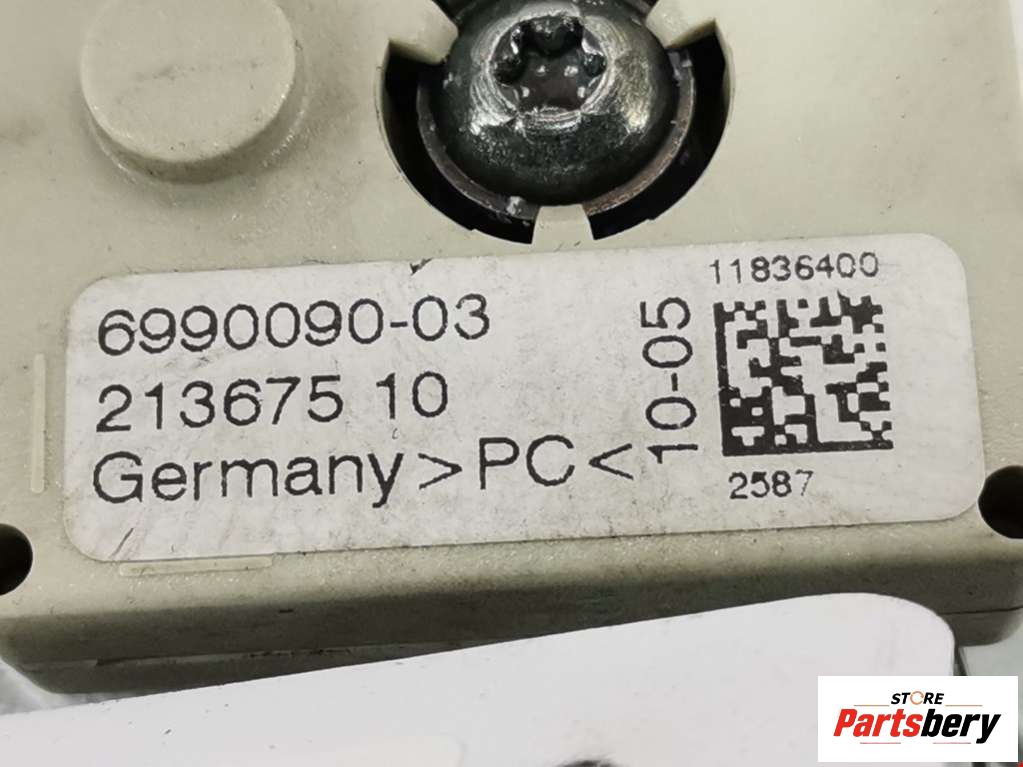 6990090-03
213675 10
Germany >PC<
10-05
11836400
2587
STORE
Partsbery